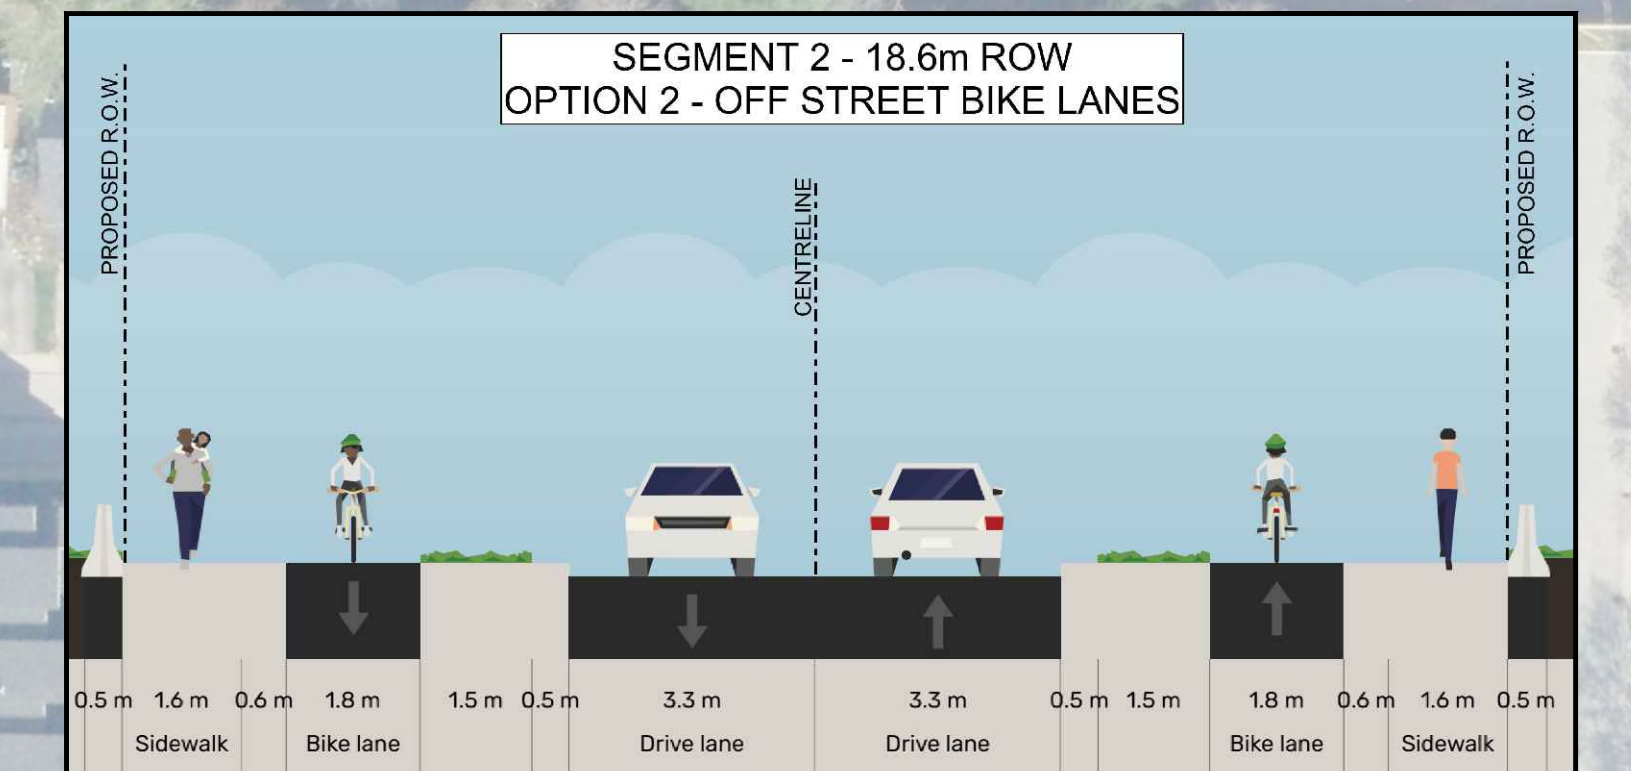 SEGMENT 2 - 18.6m ROW
OPTION 2 - OFF STREET BIKE LANES
PROPOSED R.O.W.
CENTRELINE
PROPOSED R.O.W.
0.5 m 1.6 m 0.6 m 1.8 m 1.5 m 0.5 m 3.3 m 3.3 m 0.5 m 1.5 m 1.8 m 0.6 m 1.6 m 0.5 m
Sidewalk Bike lane Drive lane Drive lane Bike lane Sidewalk